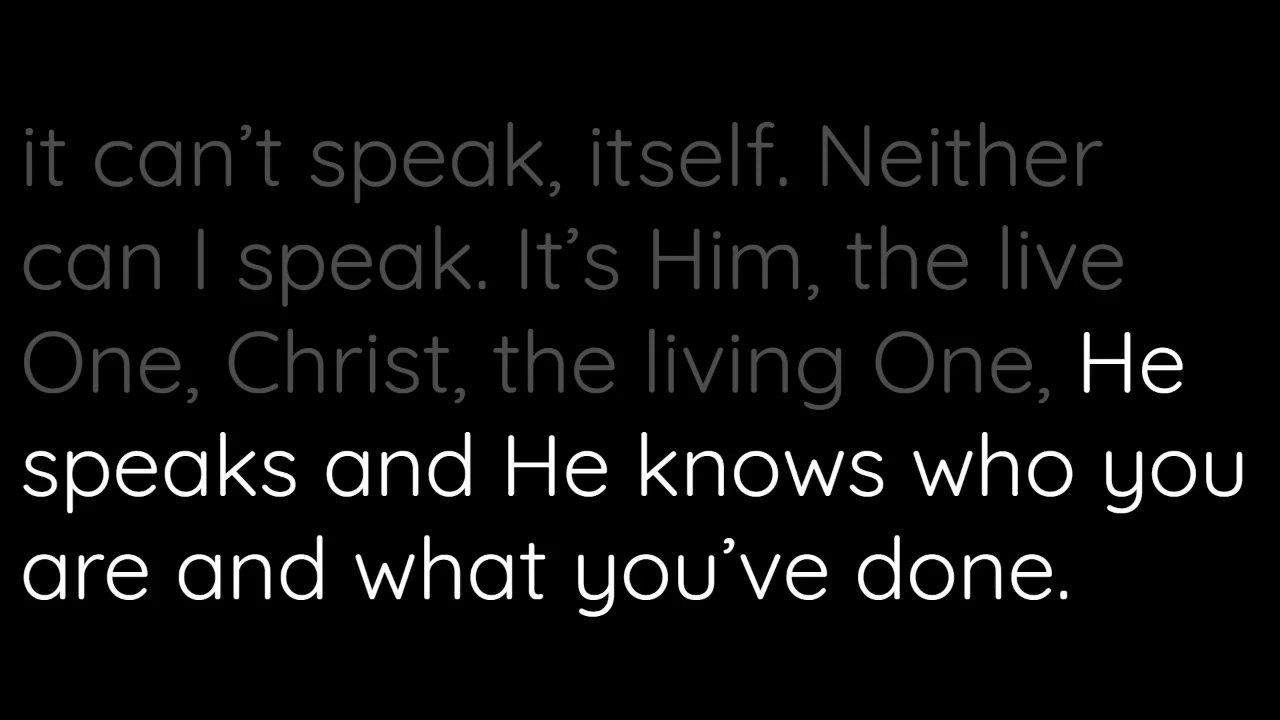 it can’t speak, itself. Neither
can I speak. It’s Him, the live
One, Christ, the living One, He
speaks and He knows who you
are and what you’ve done.